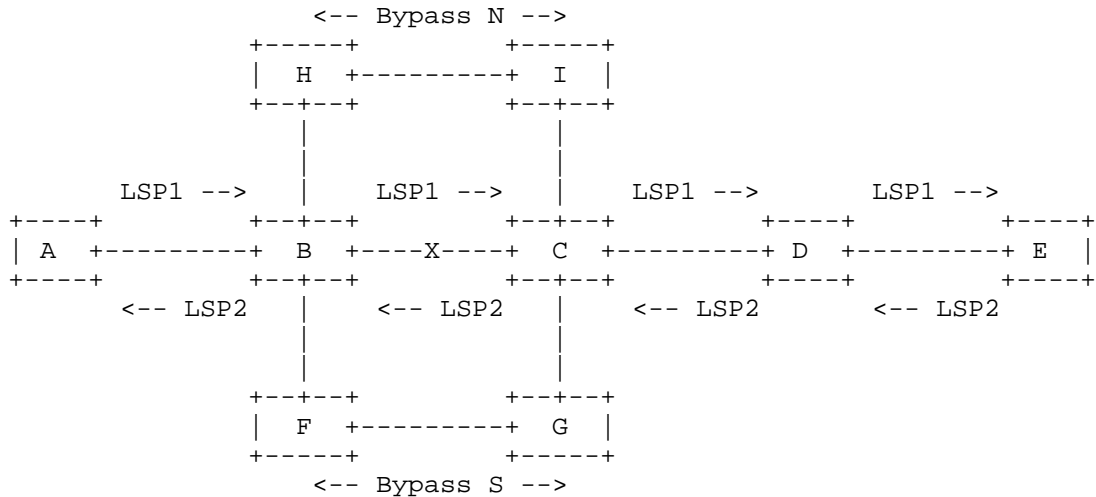 <-- Bypass N -->
H I
LSP1 --> LSP1 --> LSP1 --> LSP1 -->
A B X C D E
<-- LSP2 <-- LSP2 <-- LSP2 <-- LSP2
F G
<-- Bypass S -->